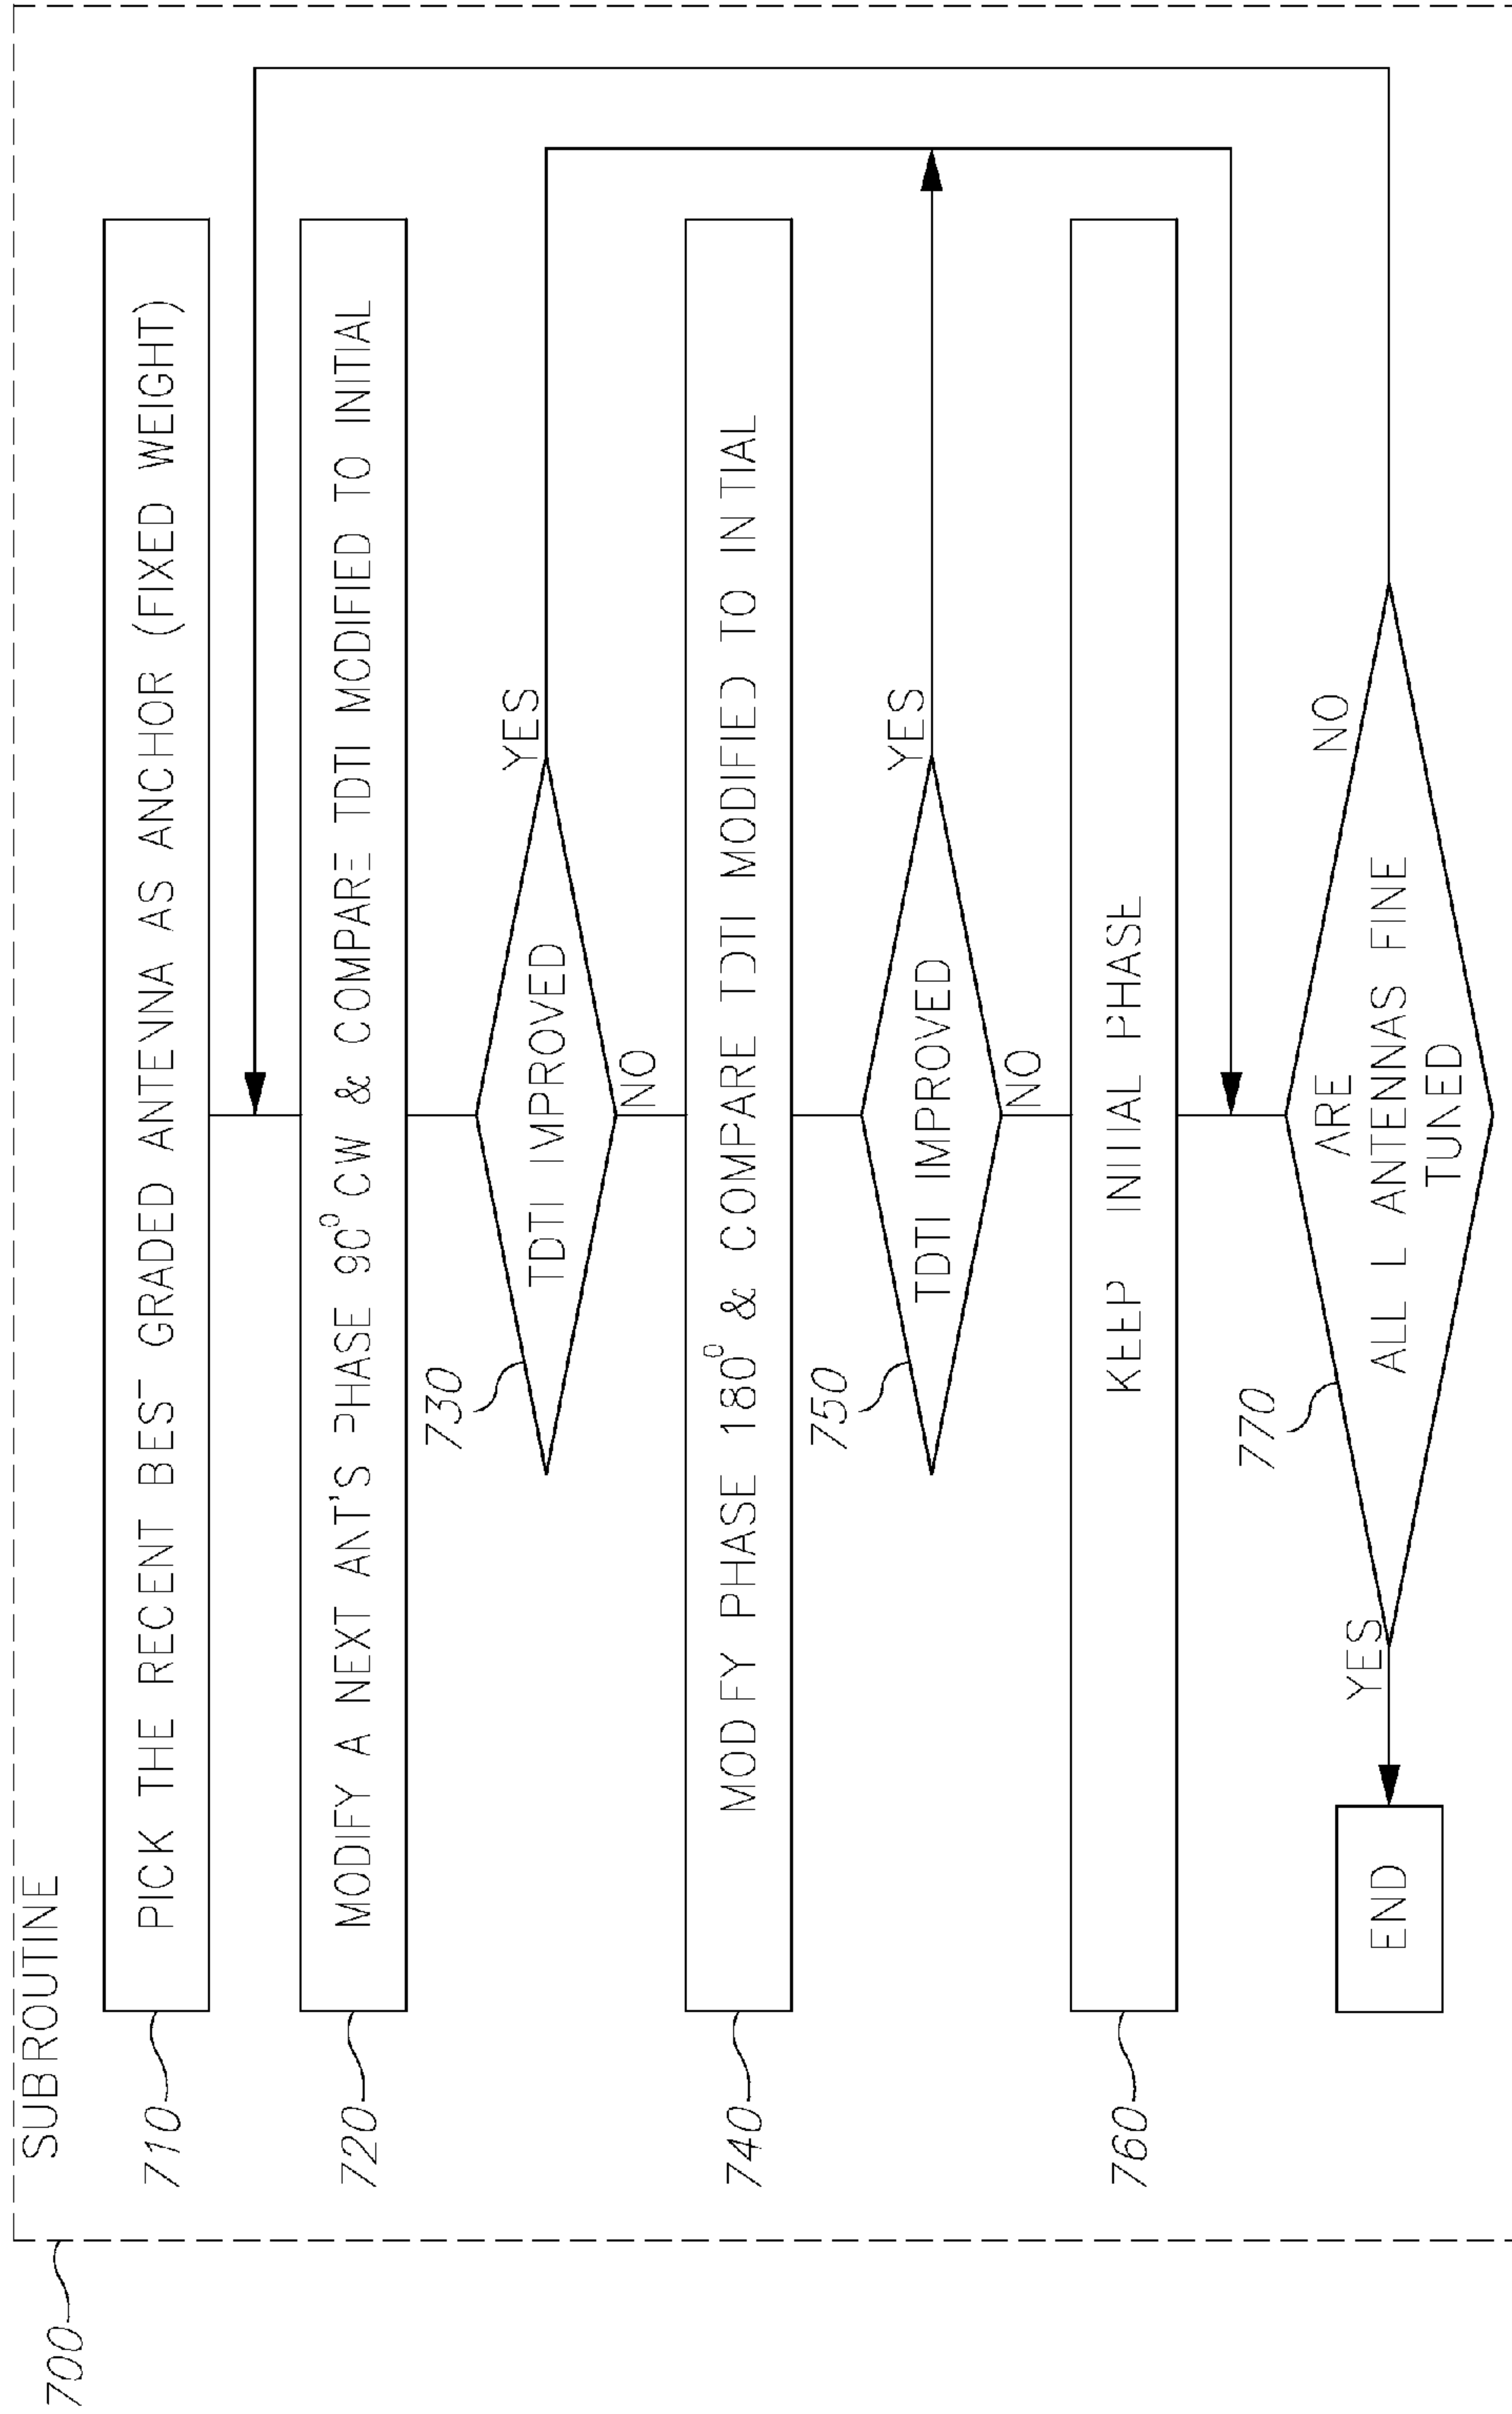 700
SUBROUTINE
710
PICK THE RECENT BEST GRADED ANTENNA AS ANCHOR (FIXED WEIGHT)
720
MODIFY A NEXT ANT'S PHASE 90° CW & COMPARE TDTI MODIFIED TO INITIAL
730
TDTI IMPROVED
YES
NO
740
MODIFY PHASE 180° & COMPARE TDTI MODIFIED TO INITIAL
750
TDTI IMPROVED
YES
NO
760
KEEP INITIAL PHASE
770
ARE
ALL L ANTENNAS FINE
TUNED
NO
YES
END